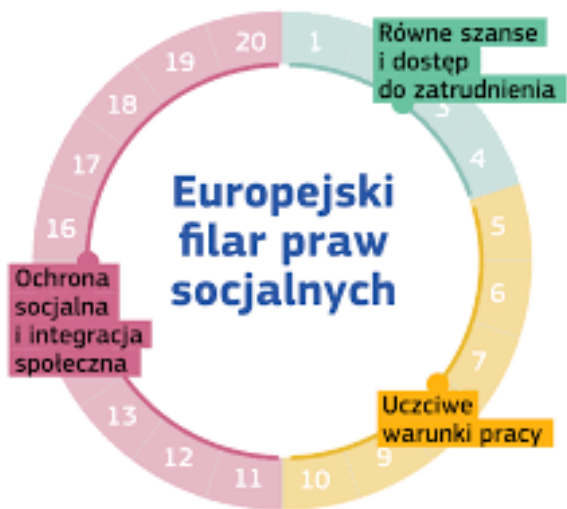 20
1
Równe szanse
i dostęp
do zatrudnienia
19
3
18
4
17
Europejski
filar praw
socjalnych
5
16
6
Ochrona
socjalna
i integracja
społeczna
7
Uczciwe
warunki pracy
13
12
9
11
10